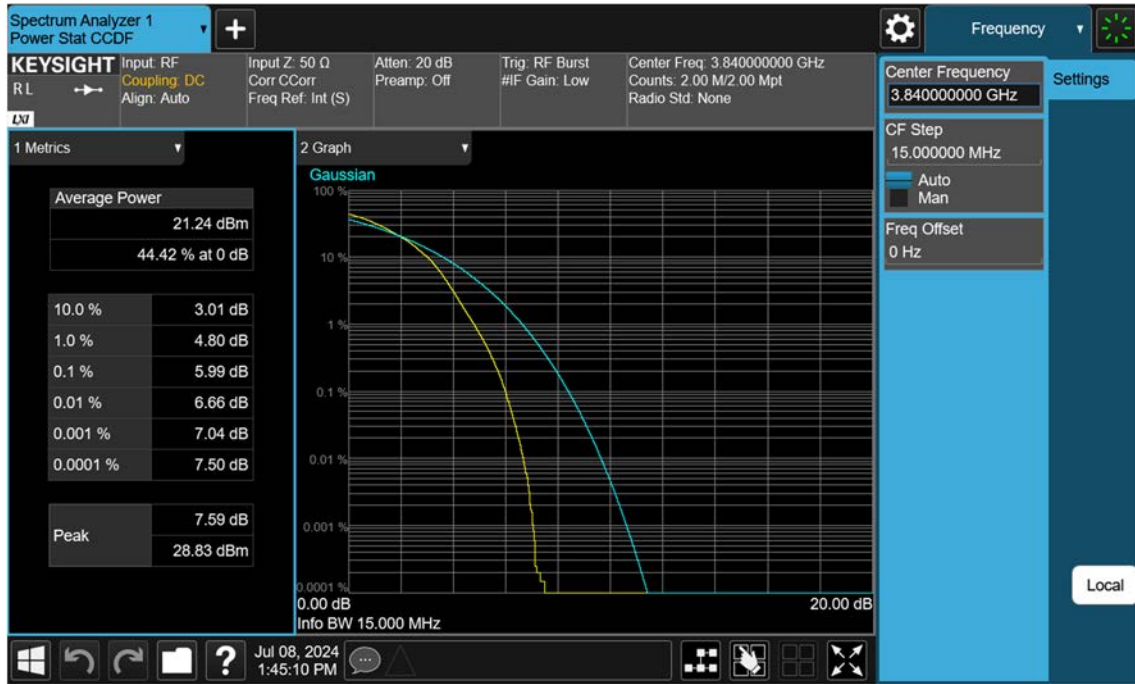 Spectrum Analyzer 1
Power Stat CCDF
+
Frequency
KEYSIGHT
RL
LXI
Input: RF
Coupling: DC
Align: Auto
Input Z: 50 Ω
Corr CCorr
Freq Ref: Int (S)
Atten: 20 dB
Preamp: Off
Trig: RF Burst
#IF Gain: Low
Center Freq: 3.840000000 GHz
Counts: 2.00 M/2.00 Mpt
Radio Std: None
Center Frequency
3.840000000 GHz
Settings
CF Step
15.000000 MHz
Auto
Man
Freq Offset
0 Hz
Local
1 Metrics
Average Power
21.24 dBm
44.42 % at 0 dB
10.0 % 3.01 dB
1.0 % 4.80 dB
0.1 % 5.99 dB
0.01 % 6.66 dB
0.001 % 7.04 dB
0.0001 % 7.50 dB
Peak
7.59 dB
28.83 dBm
2 Graph
Gaussian
100 %
10 %
1 %
0.1 %
0.01 %
0.001 %
0.0001 %
0.00 dB 20.00 dB
Info BW 15.000 MHz
?
Jul 08, 2024
1:45:10 PM